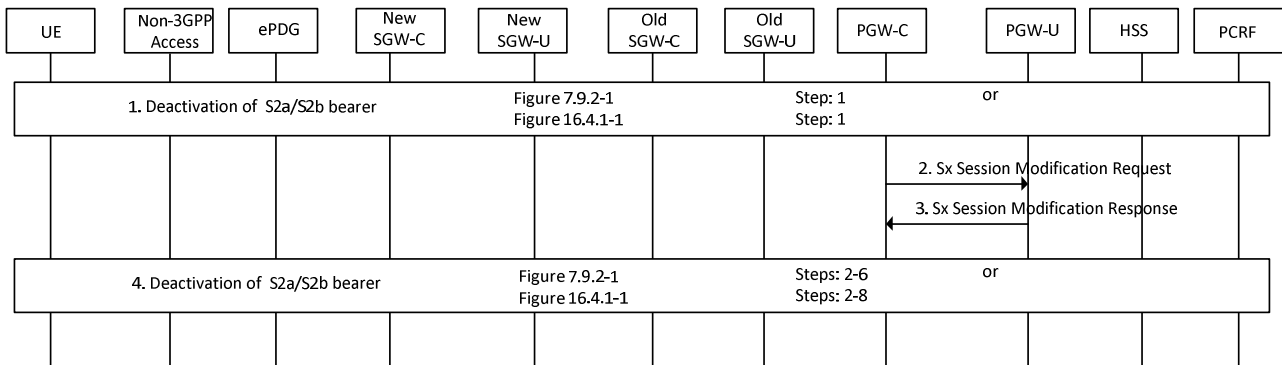 UE
Non-3GPP
Access
ePDG
New
SGW-C
New
SGW-U
Old
SGW-C
Old
SGW-U
PGW-C
PGW-U
HSS
PCRF
1. Deactivation of S2a/S2b bearer
Figure 7.9.2-1 Step: 1 or
Figure 16.4.1-1 Step: 1
2. Sx Session Modification Request
3. Sx Session Modification Response
4. Deactivation of S2a/S2b bearer
Figure 7.9.2-1 Steps: 2-6 or
Figure 16.4.1-1 Steps: 2-8